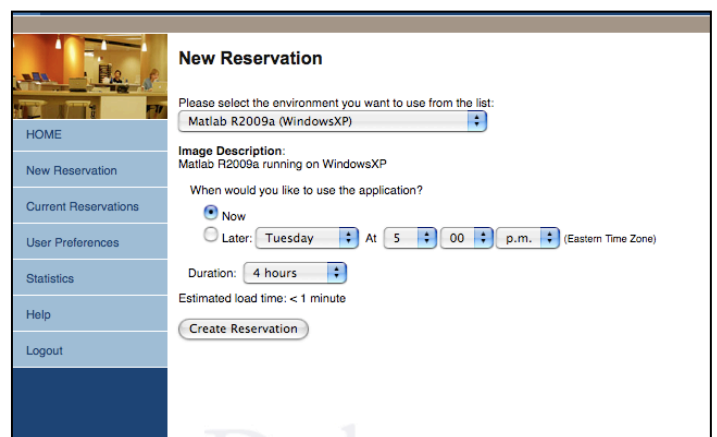 New Reservation
Please select the environment you want to use from the list:
Matlab R2009a (WindowsXP)
Image Description:
Matlab R2009a running on WindowsXP
When would you like to use the application?
Now
Later: Tuesday At 5 00 p.m. (Eastern Time Zone)
Duration: 4 hours
Estimated load time: < 1 minute
Create Reservation
HOME
New Reservation
Current Reservations
User Preferences
Statistics
Help
Logout